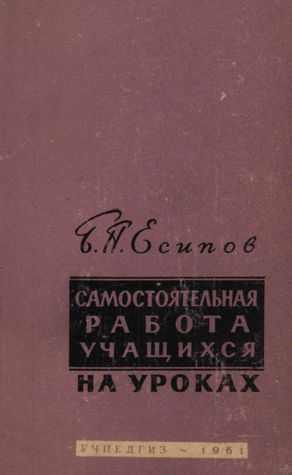 Б.П.Есипов
САМОСТОЯТЕЛЬНАЯ
РАБОТА
УЧАЩИХСЯ
НА УРОКАХ
УЧПЕДГИЗ ~ 1961